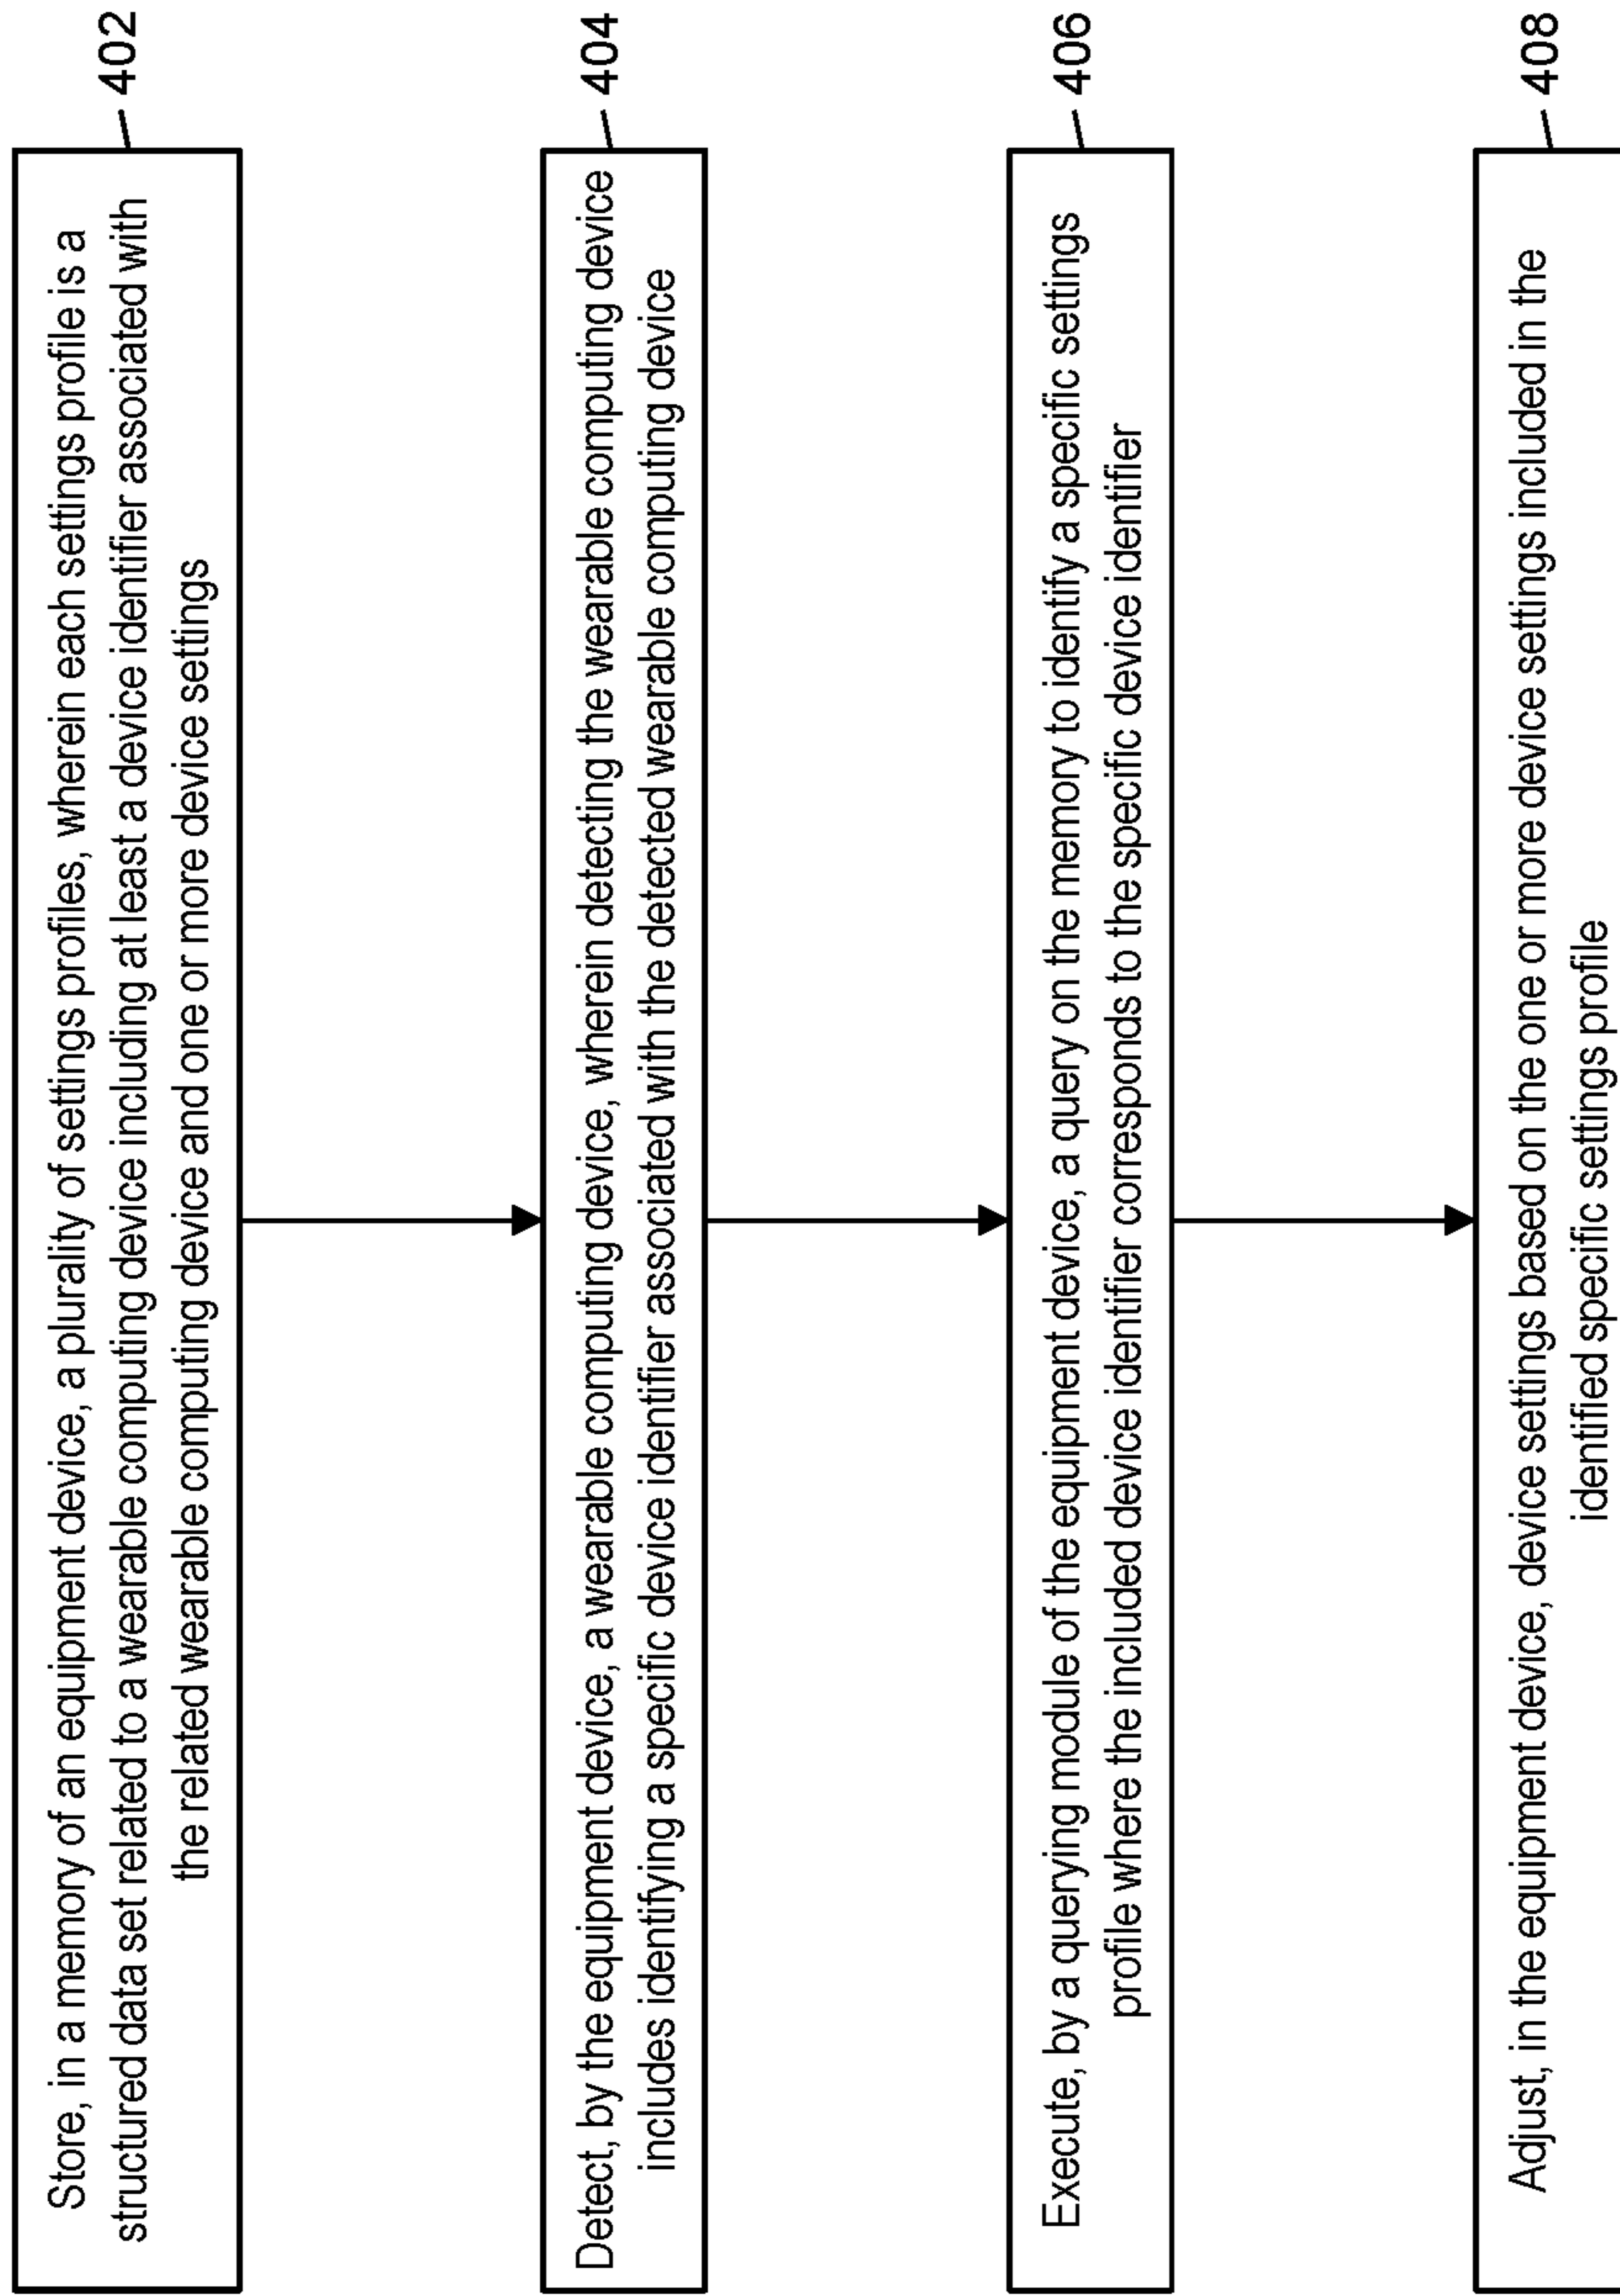 402
Store, in a memory of an equipment device, a plurality of settings profiles, wherein each settings profile is a
structured data set related to a wearable computing device including at least a device identifier associated with
the related wearable computing device and one or more device settings
404
Detect, by the equipment device, a wearable computing device, wherein detecting the wearable computing device
includes identifying a specific device identifier associated with the detected wearable computing device
406
Execute, by a querying module of the equipment device, a query on the memory to identify a specific settings
profile where the included device identifier corresponds to the specific device identifier
408
Adjust, in the equipment device, device settings based on the one or more device settings included in the
identified specific settings profile